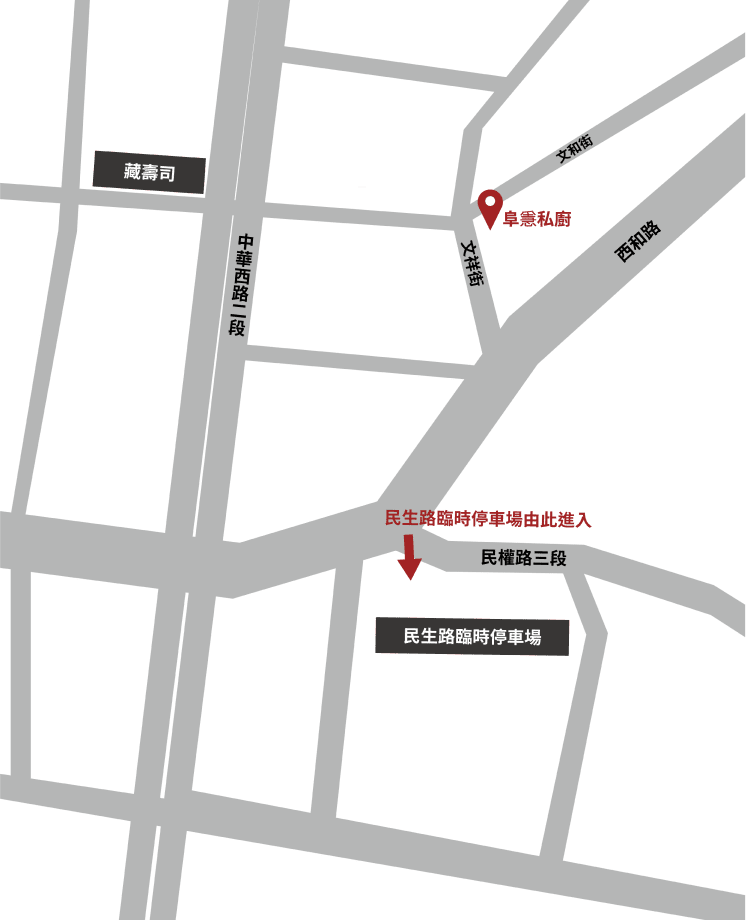 文和街
藏壽司
阜霻私廚
西和路
中華西路二段
文祥街
民生路臨時停車場由此進入
民權路三段
民生路臨時停車場